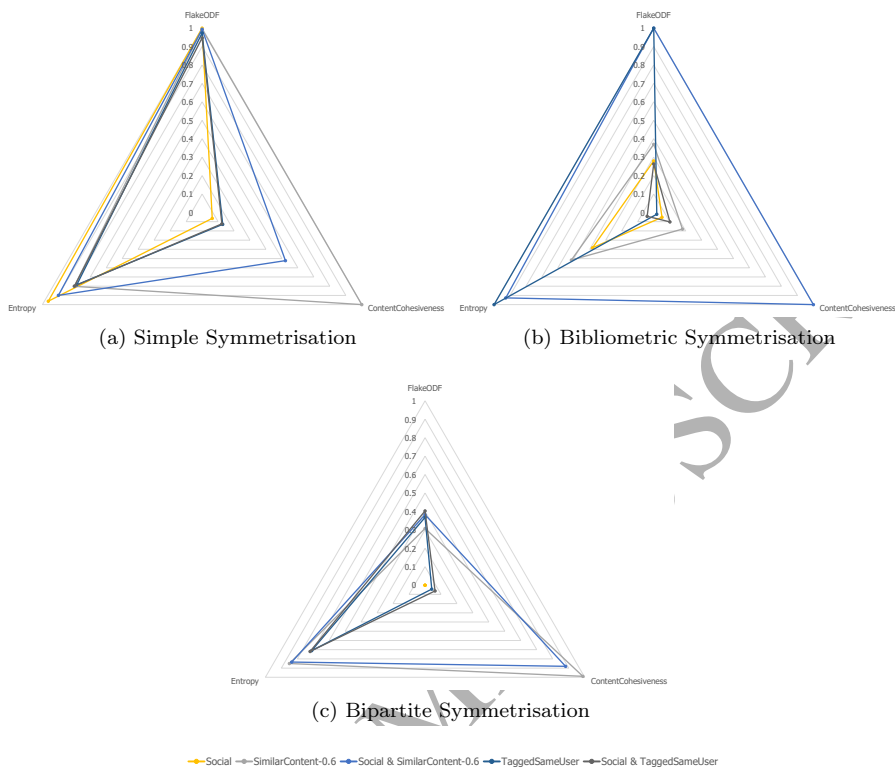 FlakeODF
1
0.9
0.8
0.7
0.6
0.5
0.4
0.3
0.2
0.1
0
Entropy
ContentCohesiveness
(a) Simple Symmetrisation
FlakeODF
1
0.9
0.8
0.7
0.6
0.5
0.4
0.3
0.2
0.1
0
Entropy
ContentCohesiveness
(b) Bibliometric Symmetrisation
FlakeODF
1
0.9
0.8
0.7
0.6
0.5
0.4
0.3
0.2
0.1
0
Entropy
ContentCohesiveness
(c) Bipartite Symmetrisation
Social SimilarContent-0.6 Social & SimilarContent-0.6 TaggedSameUser Social & TaggedSameUser